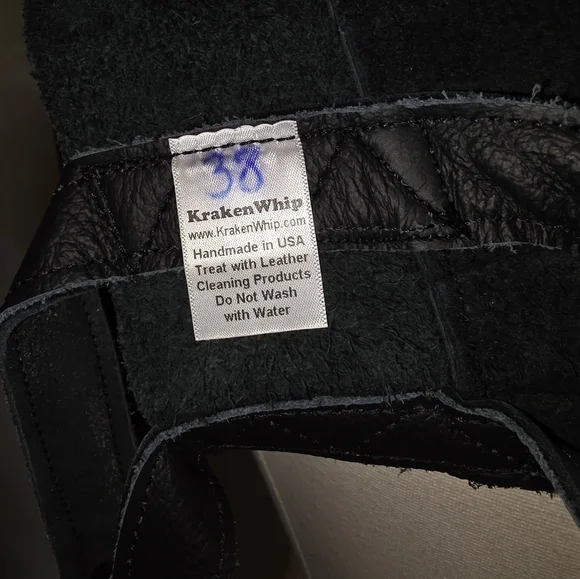 38
KrakenWhip
www.KrakenWhip.com
Handmade in USA
Treat with Leather
Cleaning Products
Do Not Wash
with Water